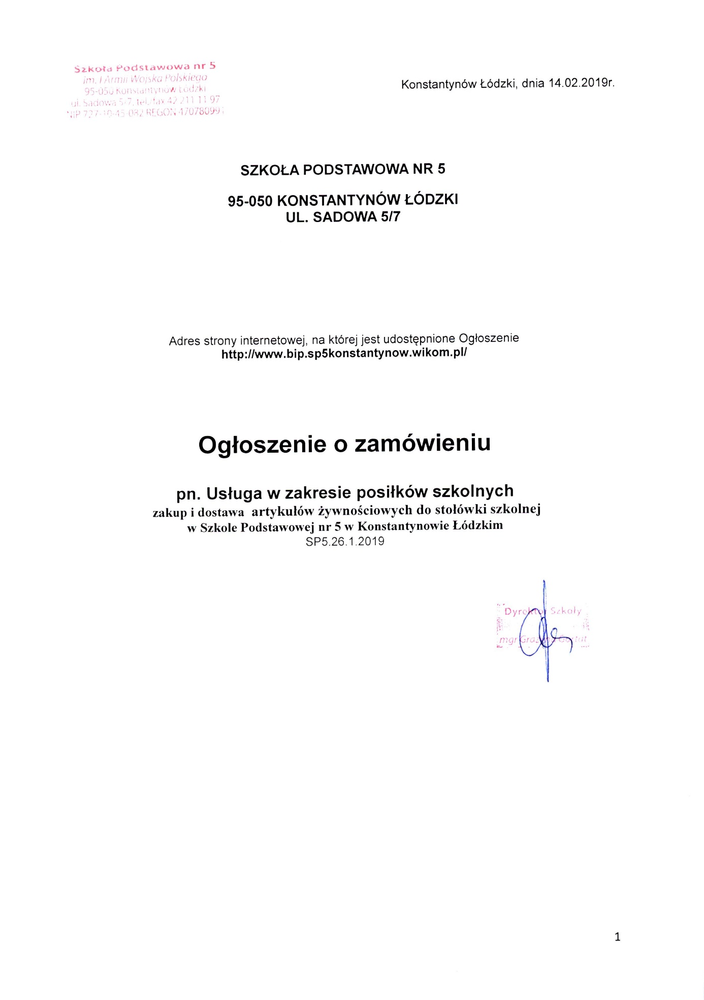 Szkoła Podstawowa nr 5
im. I Armii Wojska Polskiego
95-050 Konstantynów Łódzki
ul. Sadowa 5/7, tel./fax 42 211 11 97
NIP 727-10-45-082 REGON 47078099
Konstantynów Łódzki, dnia 14.02.2019r.
SZKOŁA PODSTAWOWA NR 5
95-050 KONSTANTYNÓW ŁÓDZKI
UL. SADOWA 5/7
Adres strony internetowej, na której jest udostępnione Ogłoszenie
http://www.bip.sp5konstantynow.wikom.pl/
Ogłoszenie o zamówieniu
pn. Usługa w zakresie posiłków szkolnych
zakup i dostawa artykułów żywnościowych do stołówki szkolnej
w Szkole Podstawowej nr 5 w Konstantynowie Łódzkim
SP5.26.1.2019
Dyrektor Szkoły
mgr Grażyna
1